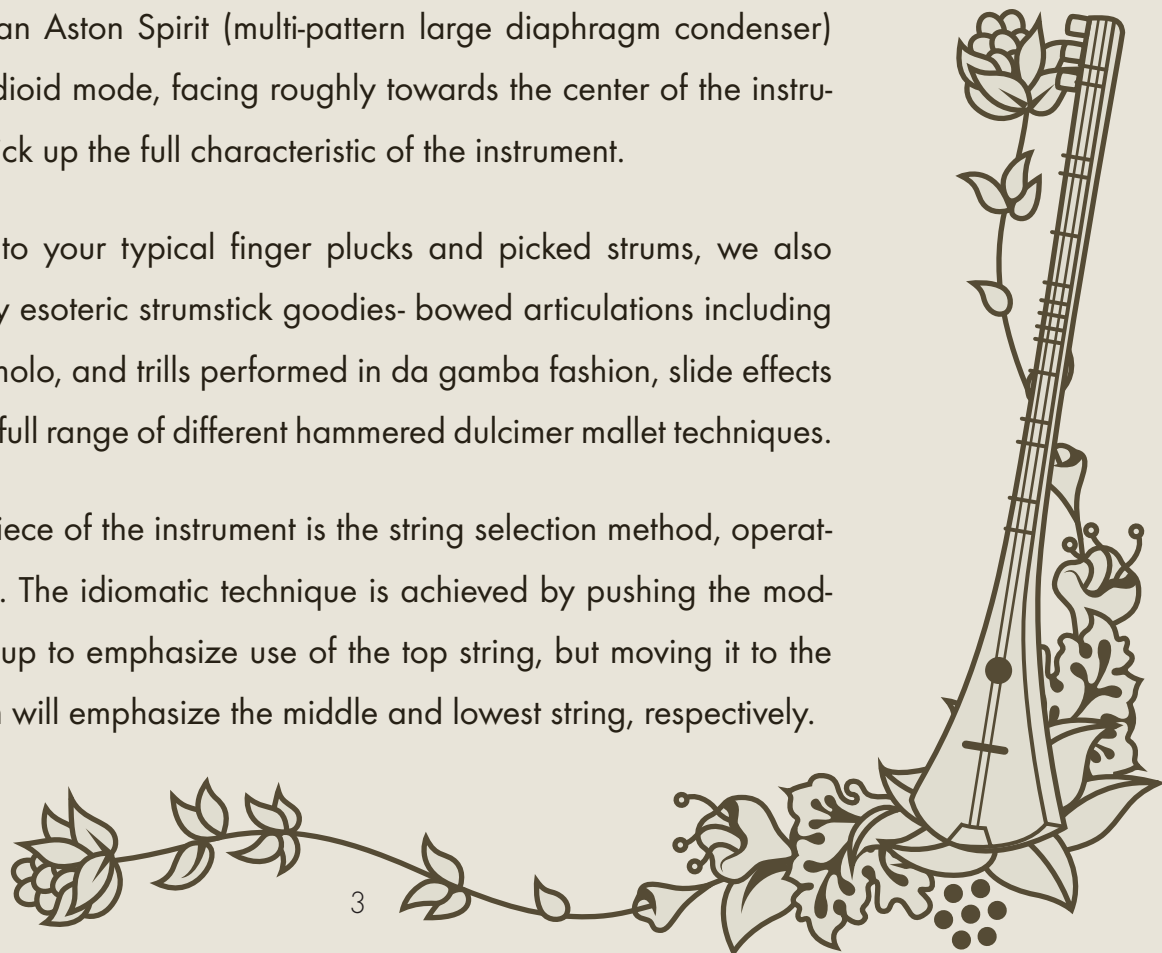 an Aston Spirit (multi-pattern large diaphragm condenser)
dioid mode, facing roughly towards the center of the instru-
ick up the full characteristic of the instrument.
to your typical finger plucks and picked strums, we also
y esoteric strumstick goodies- bowed articulations including
nolo, and trills performed in da gamba fashion, slide effects
full range of different hammered dulcimer mallet techniques.
iece of the instrument is the string selection method, operat-
. The idiomatic technique is achieved by pushing the mod-
up to emphasize use of the top string, but moving it to the
will emphasize the middle and lowest string, respectively.
3